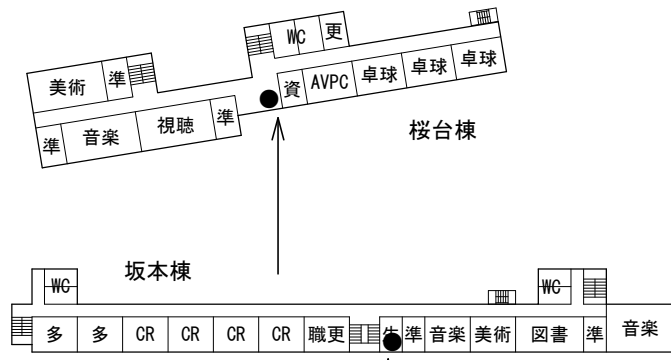 WC 更
美術 準
資 AVPC 卓球 卓球 卓球
準 音楽 視聴 準
桜台棟
坂本棟
WC WC
多 多 CR CR CR CR 職更 準 音楽 美術 図書 準 音楽